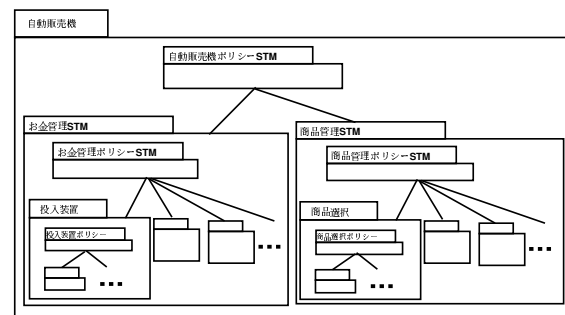 自動販売機
自動販売機ポリシーSTM
お金管理STM
お金管理ポリシーSTM
投入装置
投入装置ポリシー
商品管理STM
商品管理ポリシーSTM
商品選択
商品選択ポリシー